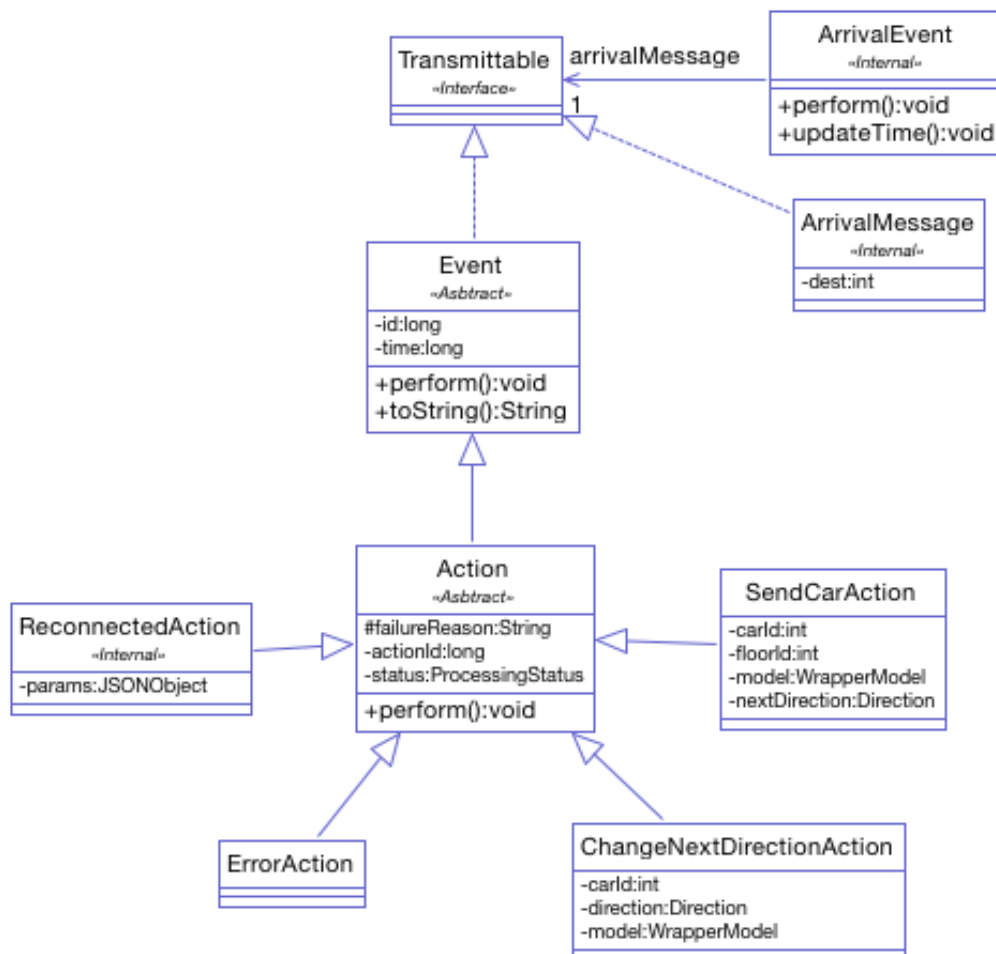 Transmittable
«Interface»
arrivalMessage
1
ArrivalEvent
«Internal»
+perform():void
+updateTime():void
ArrivalMessage
«Internal»
-dest:int
Event
«Asbtract»
-id:long
-time:long
+perform():void
+toString():String
Action
«Asbtract»
#failureReason:String
-actionId:long
-status:ProcessingStatus
+perform():void
ReconnectedAction
«Internal»
-params:JSONObject
SendCarAction
-carId:int
-floorId:int
-model:WrapperModel
-nextDirection:Direction
ErrorAction
ChangeNextDirectionAction
-carId:int
-direction:Direction
-model:WrapperModel